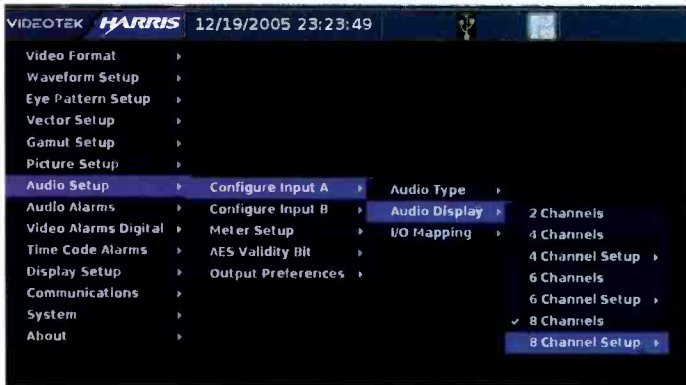 VIDEOTEK HARRIS 12/19/2005 23:23:49
Video Format
Waveform Setup
Eye Pattern Setup
Vector Setup
Gamut Setup
Picture Setup
Audio Setup
Audio Alarms
Video Alarms Digital
Time Code Alarms
Display Setup
Communications
System
About
Configure Input A
Configure Input B
Meter Setup
AES Validity Bit
Output Preferences
Audio Type
Audio Display
I/O Mapping
2 Channels
4 Channels
4 Channel Setup
6 Channels
6 Channel Setup
✓ 8 Channels
8 Channel Setup